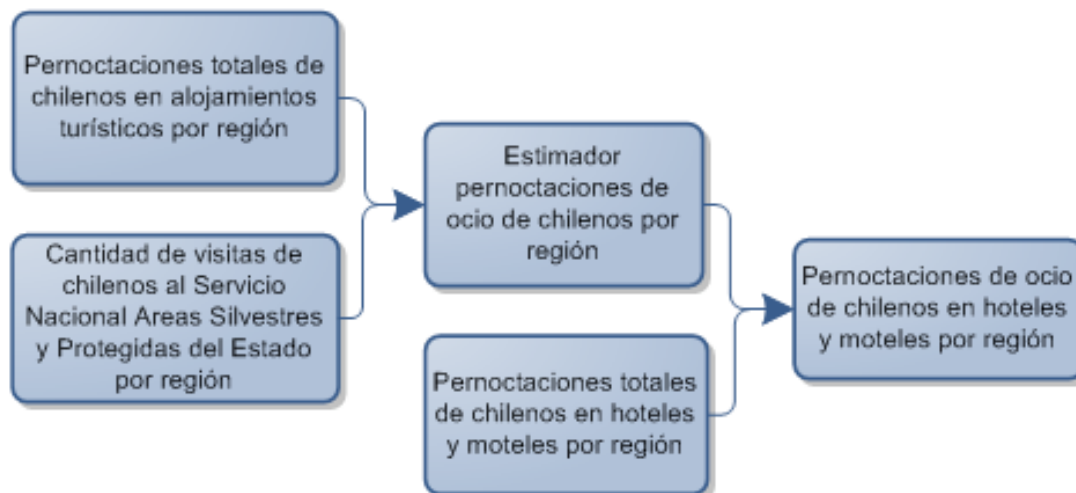 Pernoctaciones totales de
chilenos en alojamientos
turísticos por región
Cantidad de visitas de
chilenos al Servicio
Nacional Areas Silvestres
y Protegidas del Estado
por región
Estimador
pernoctaciones de
ocio de chilenos por
región
Pernoctaciones totales
de chilenos en hoteles
y moteles por región
Pernoctaciones de ocio
de chilenos en hoteles
y moteles por región